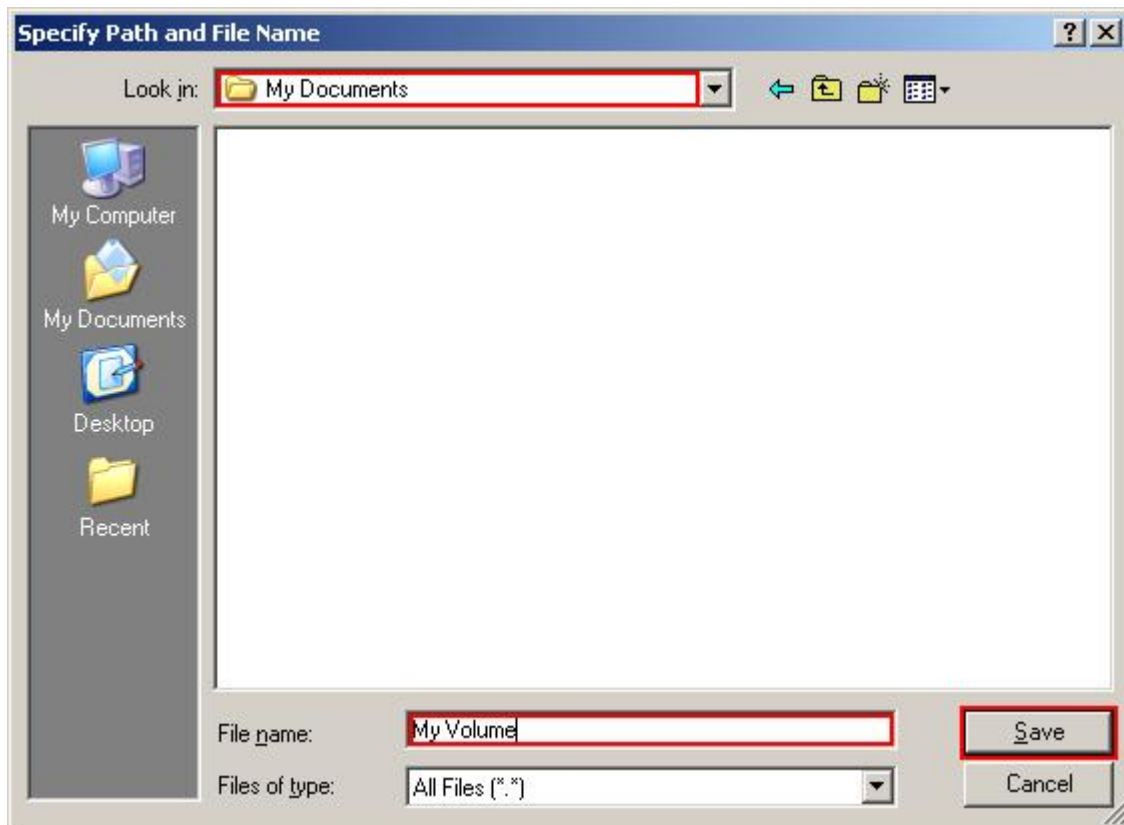 Specify Path and File Name
Look in: My Documents
My Computer
My Documents
Desktop
Recent
File name: My Volume
Save
Files of type: All Files (*.*)
Cancel